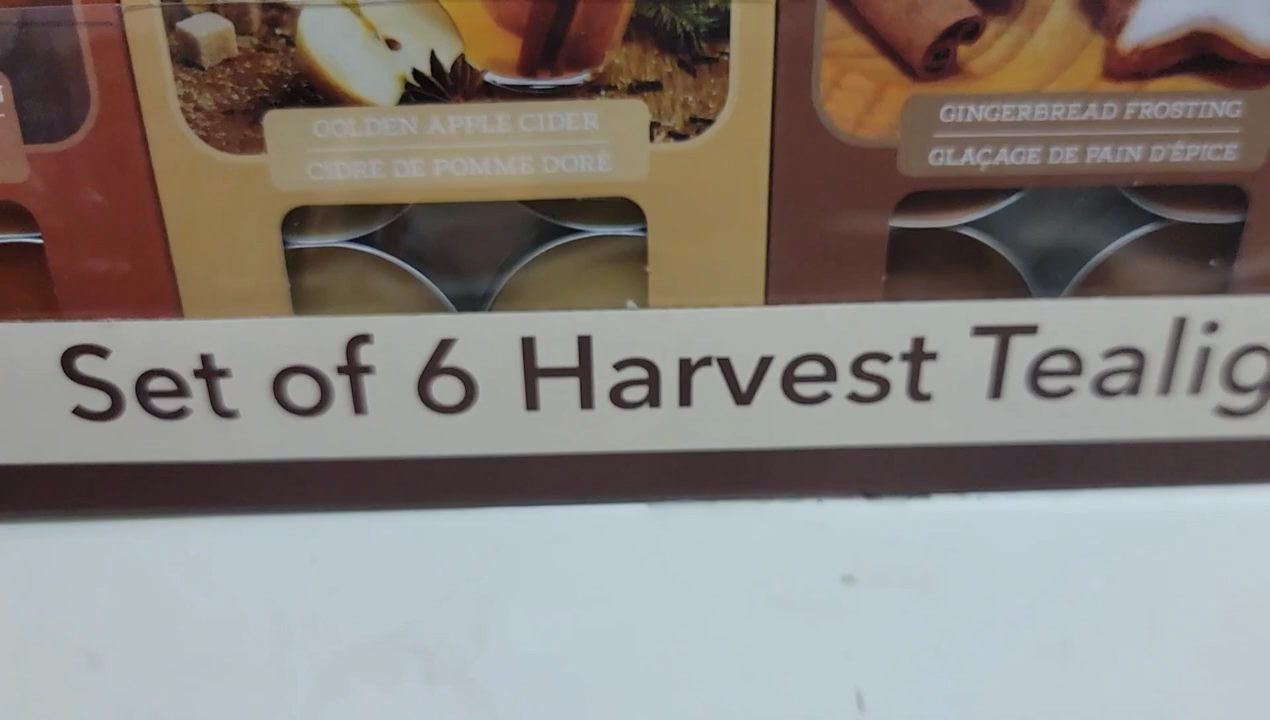 GOLDEN APPLE CIDER
CIDRE DE POMME DORÉ
GINGERBREAD FROSTING
GLAÇAGE DE PAIN D'ÉPICE
Set of 6 Harvest Tealig